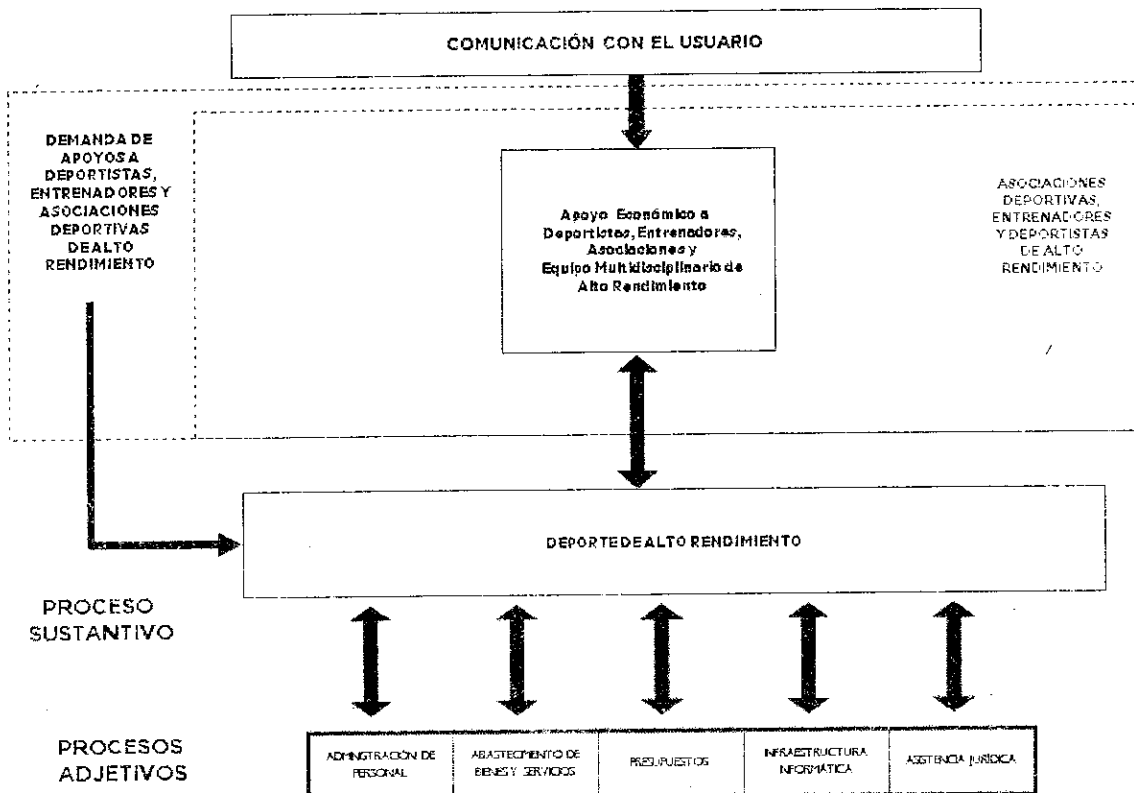 COMUNICACIÓN CON EL USUARIO
DEMANDA DE
APOYOS A
DEPORTISTAS,
ENTRENADORES Y
ASOCIACIONES
DEPORTIVAS
DE ALTO
RENDIMIENTO
Apoyo Económico a
Deportistas, Entrenadores,
Asociaciones y
Equipo Multidisciplinario de
Alto Rendimiento
ASOCIACIONES
DEPORTIVAS,
ENTRENADORES
Y DEPORTISTAS
DE ALTO
RENDIMIENTO
DEPORTE DE ALTO RENDIMIENTO
PROCESO
SUSTANTIVO
PROCESOS
ADJETIVOS
ADMINISTRACIÓN DE
PERSONAL
ABASTECIMIENTO DE
BIENES Y SERVICIOS
PRESUPUESTOS
INFRAESTRUCTURA
INFORMÁTICA
ASISTENCIA JURÍDICA